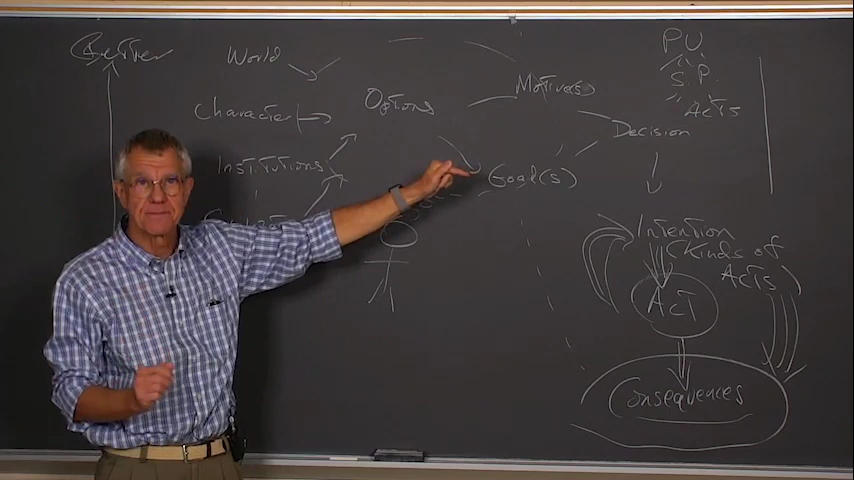 World
Character
Institutions
Options
Motive(s)
Goal(s)
PU
S.P.
Acts
Decision
Intention
(Kinds of
Acts)
Act
Consequences